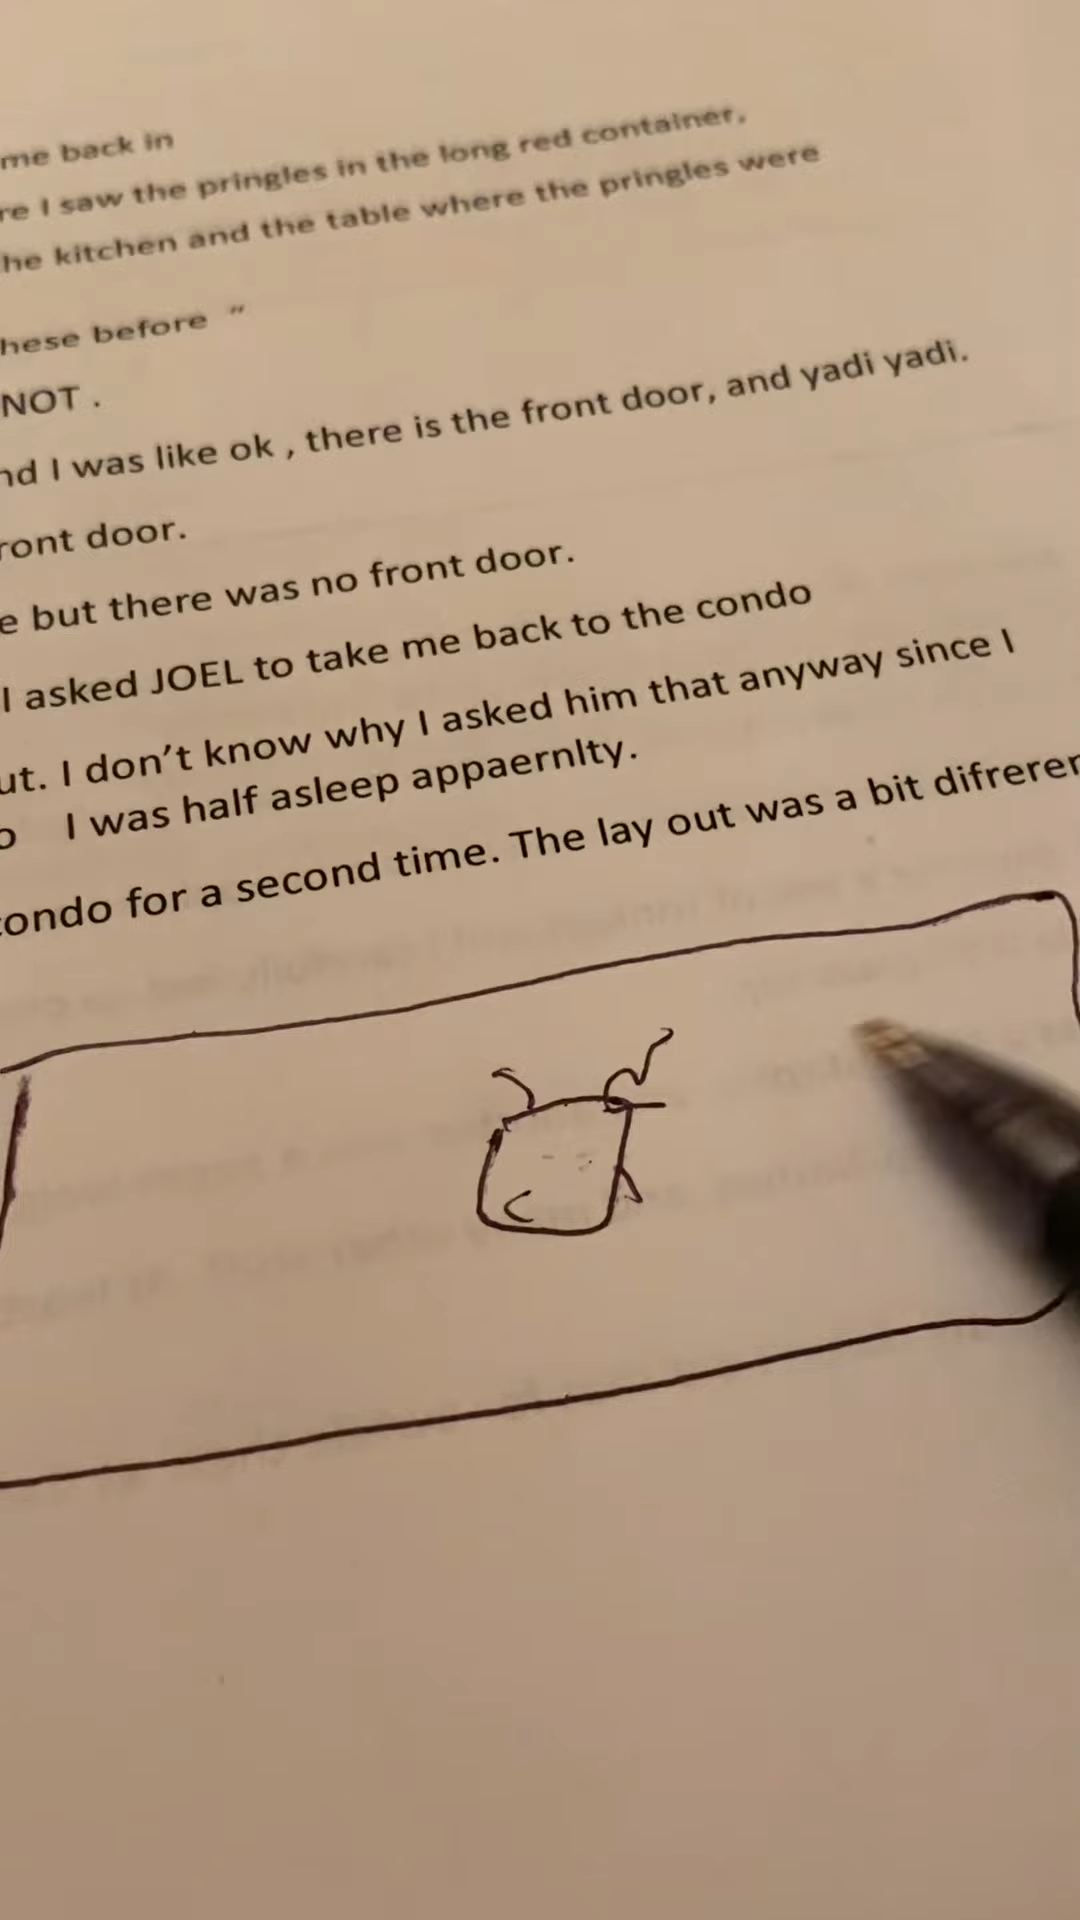 me back in
re I saw the pringles in the long red container,
he kitchen and the table where the pringles were
hese before "
NOT .
nd I was like ok , there is the front door, and yadi yadi.
ront door.
e but there was no front door.
I asked JOEL to take me back to the condo
ut. I don't know why I asked him that anyway since I
o I was half asleep appaernlty.
condo for a second time. The lay out was a bit difreren